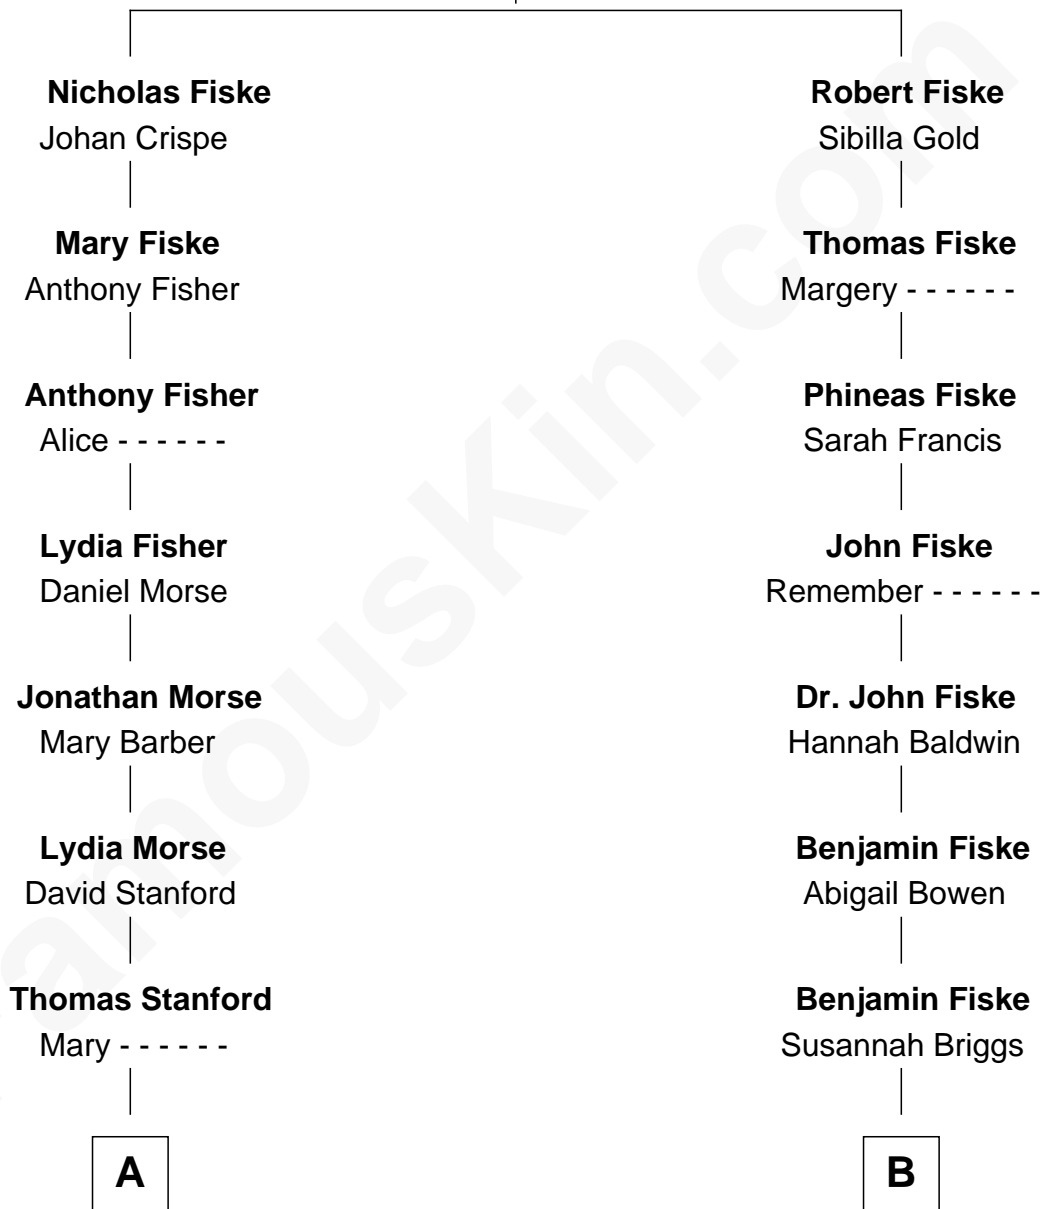 Nicholas Fiske
Johan Crispe
Mary Fiske
Anthony Fisher
Anthony Fisher
Alice - - - - - -
Lydia Fisher
Daniel Morse
Jonathan Morse
Mary Barber
Lydia Morse
David Stanford
Thomas Stanford
Mary - - - - - -
A
Robert Fiske
Sibilla Gold
Thomas Fiske
Margery - - - - - -
Phineas Fiske
Sarah Francis
John Fiske
Remember - - - - - -
Dr. John Fiske
Hannah Baldwin
Benjamin Fiske
Abigail Bowen
Benjamin Fiske
Susannah Briggs
B
amouskin.com